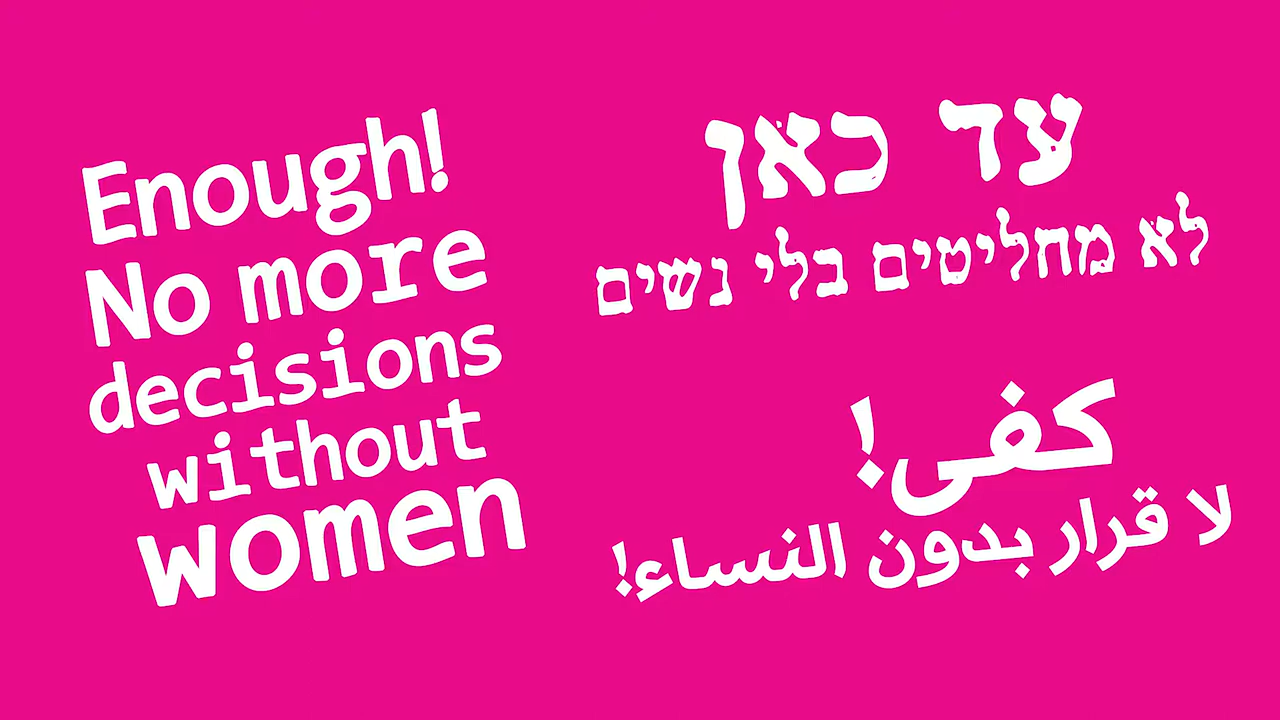 Enough!
No more
decisions
without
women
עד כאן
לא מחליטים בלי נשים
كفى!
لا قرار بدون النساء!